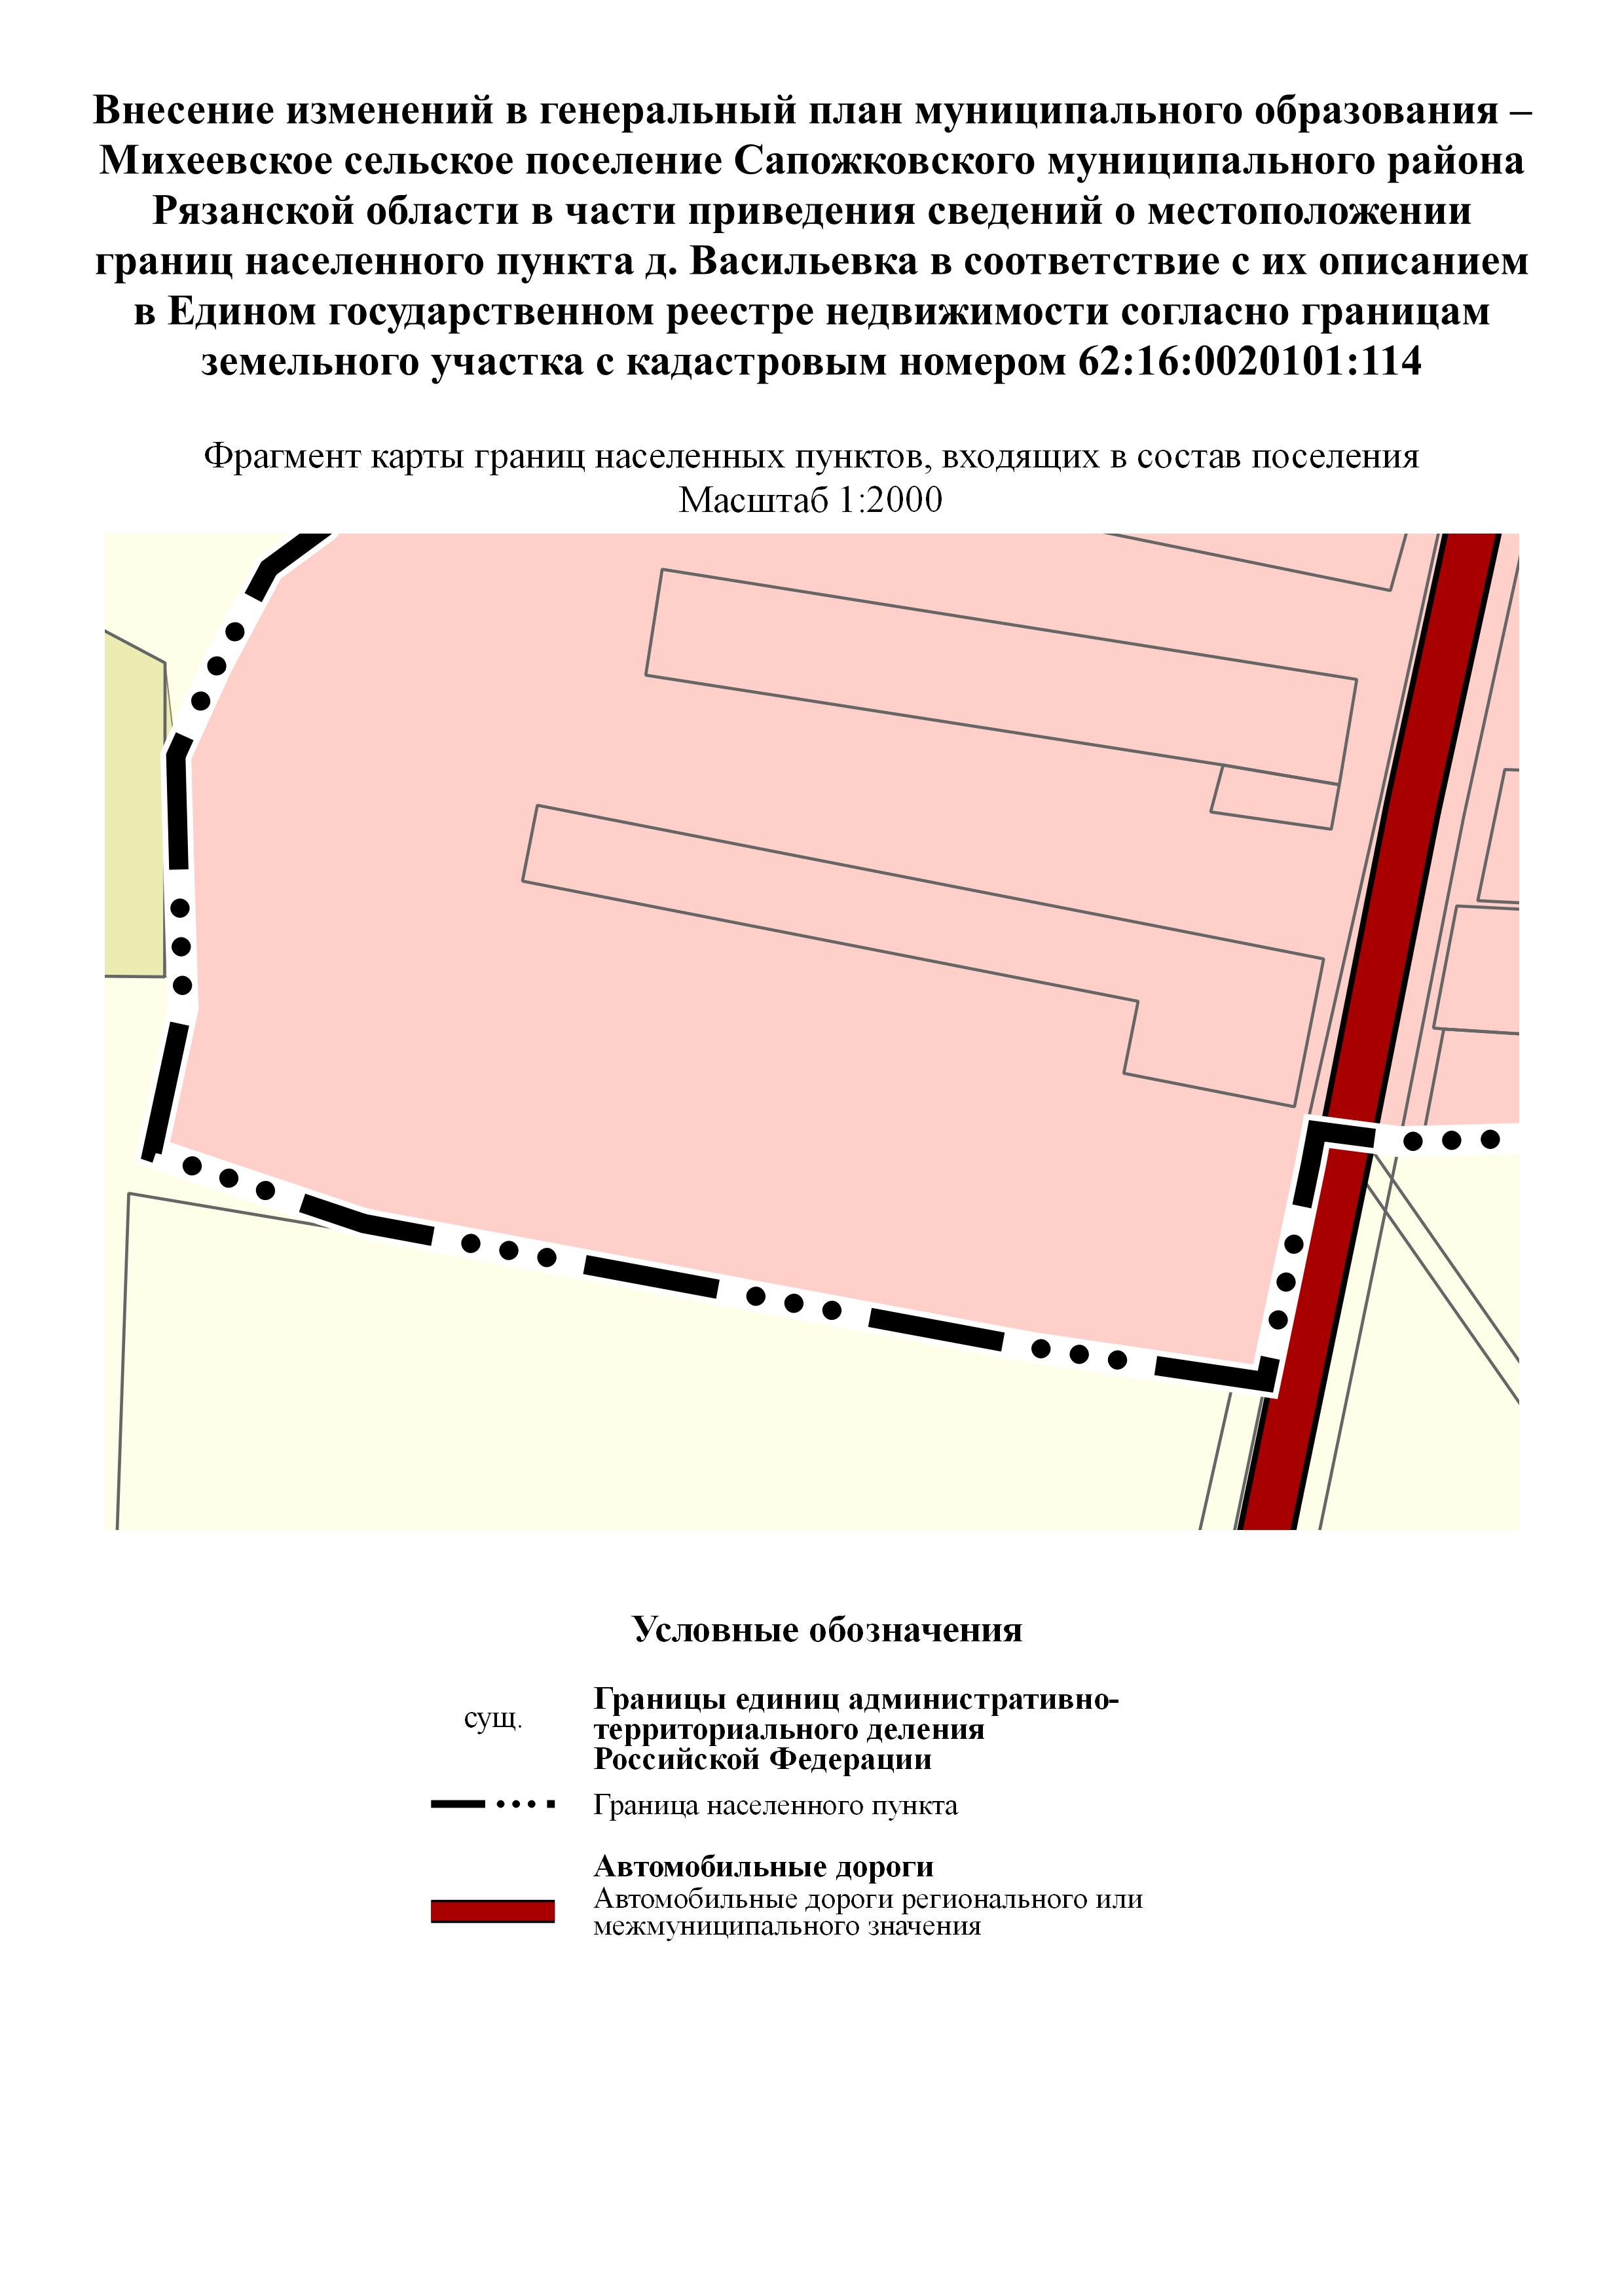 Внесение изменений в генеральный план муниципального образования –
Михеевское сельское поселение Сапожковского муниципального района
Рязанской области в части приведения сведений о местоположении
границ населенного пункта д. Васильевка в соответствие с их описанием
в Едином государственном реестре недвижимости согласно границам
земельного участка с кадастровым номером 62:16:0020101:114
Фрагмент карты границ населенных пунктов, входящих в состав поселения
Масштаб 1:2000
Условные обозначения
сущ.
Границы единиц административно-
территориального деления
Российской Федерации
Граница населенного пункта
Автомобильные дороги
Автомобильные дороги регионального или
межмуниципального значения